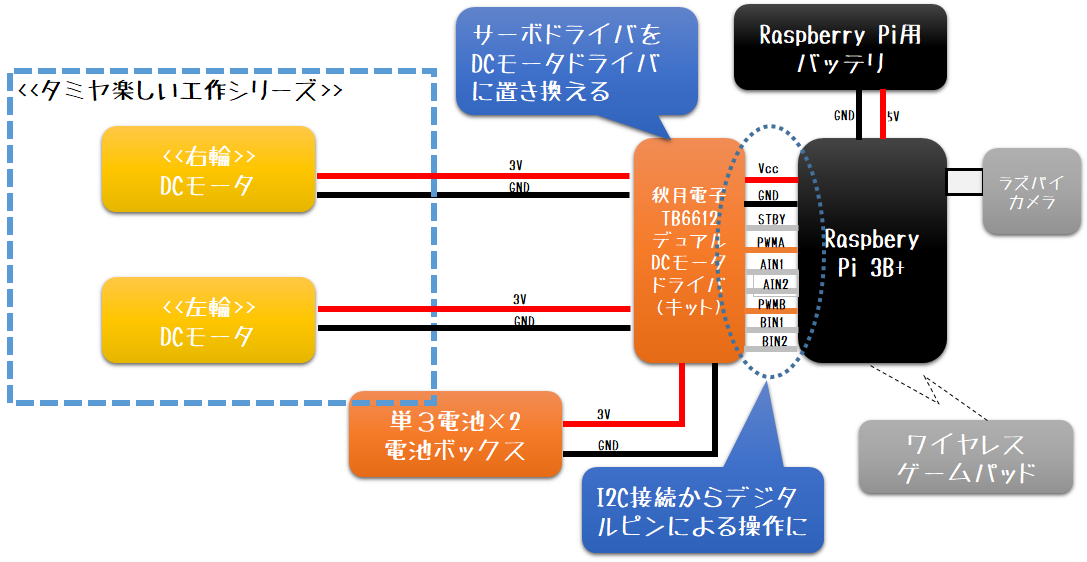 サーボドライバを
DCモータドライバ
に置き換える
Raspberry Pi用
バッテリ
<<タミヤ楽しい工作シリーズ>>
GND
5V
<<右輪>>
DCモータ
3V
GND
秋月電子
TB6612
デュアル
DCモータ
ドライバ
(キット)
Vcc
GND
STBY
PWMA
AIN1
AIN2
PWMB
BIN1
BIN2
Raspbery
Pi 3B+
ラズパイ
カメラ
<<左輪>>
DCモータ
3V
GND
単３電池×2
電池ボックス
3V
GND
ワイヤレス
ゲームパッド
I2C接続からデジタ
ルピンによる操作に